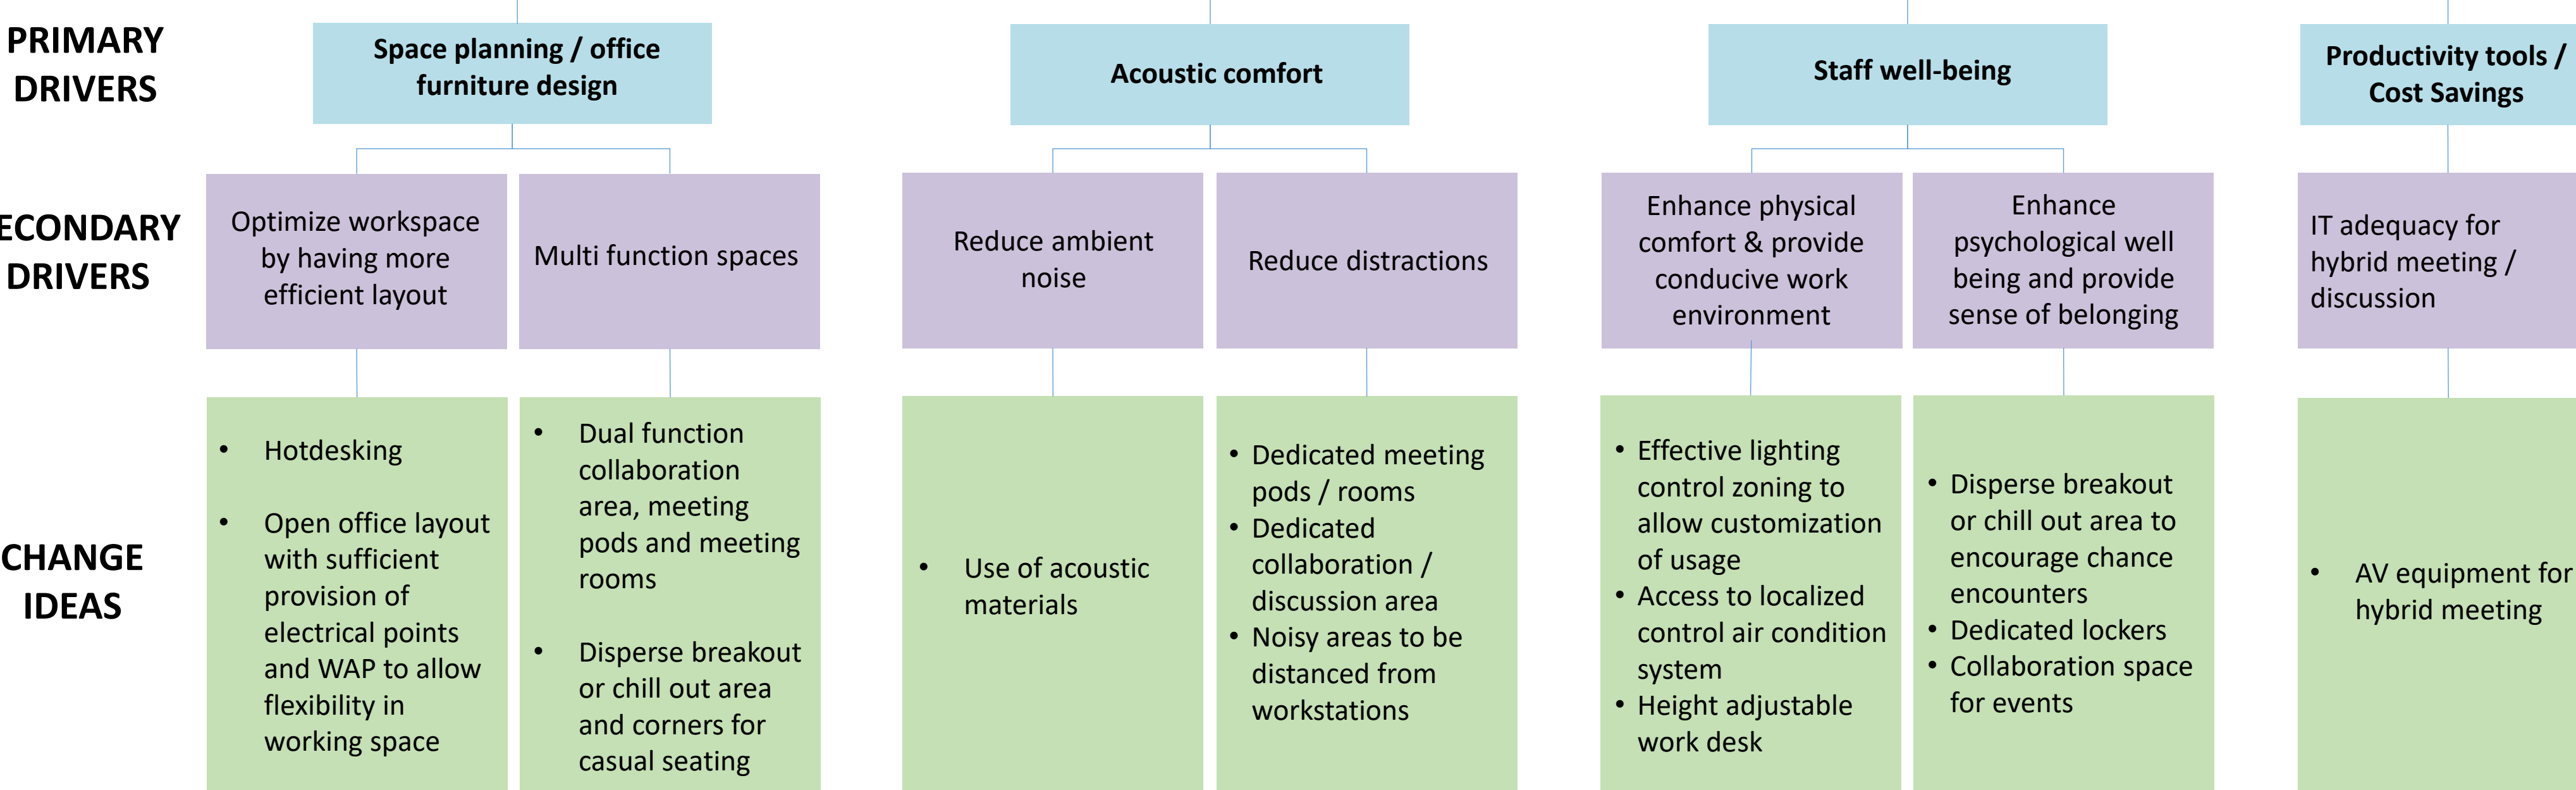 PRIMARY
DRIVERS
Space planning / office
furniture design
Acoustic comfort
Staff well-being
Productivity tools /
Cost Savings
ECONDARY
DRIVERS
Optimize workspace
by having more
efficient layout
Multi function spaces
Reduce ambient
noise
Reduce distractions
Enhance physical
comfort & provide
conducive work
environment
Enhance
psychological well
being and provide
sense of belonging
IT adequacy for
hybrid meeting /
discussion
CHANGE
IDEAS
• Hotdesking
• Open office layout
with sufficient
provision of
electrical points
and WAP to allow
flexibility in
working space
• Dual function
collaboration
area, meeting
pods and meeting
rooms
• Disperse breakout
or chill out area
and corners for
casual seating
• Use of acoustic
materials
• Dedicated meeting
pods / rooms
• Dedicated
collaboration /
discussion area
• Noisy areas to be
distanced from
workstations
• Effective lighting
control zoning to
allow customization
of usage
• Access to localized
control air condition
system
• Height adjustable
work desk
• Disperse breakout
or chill out area to
encourage chance
encounters
• Dedicated lockers
• Collaboration space
for events
• AV equipment for
hybrid meeting